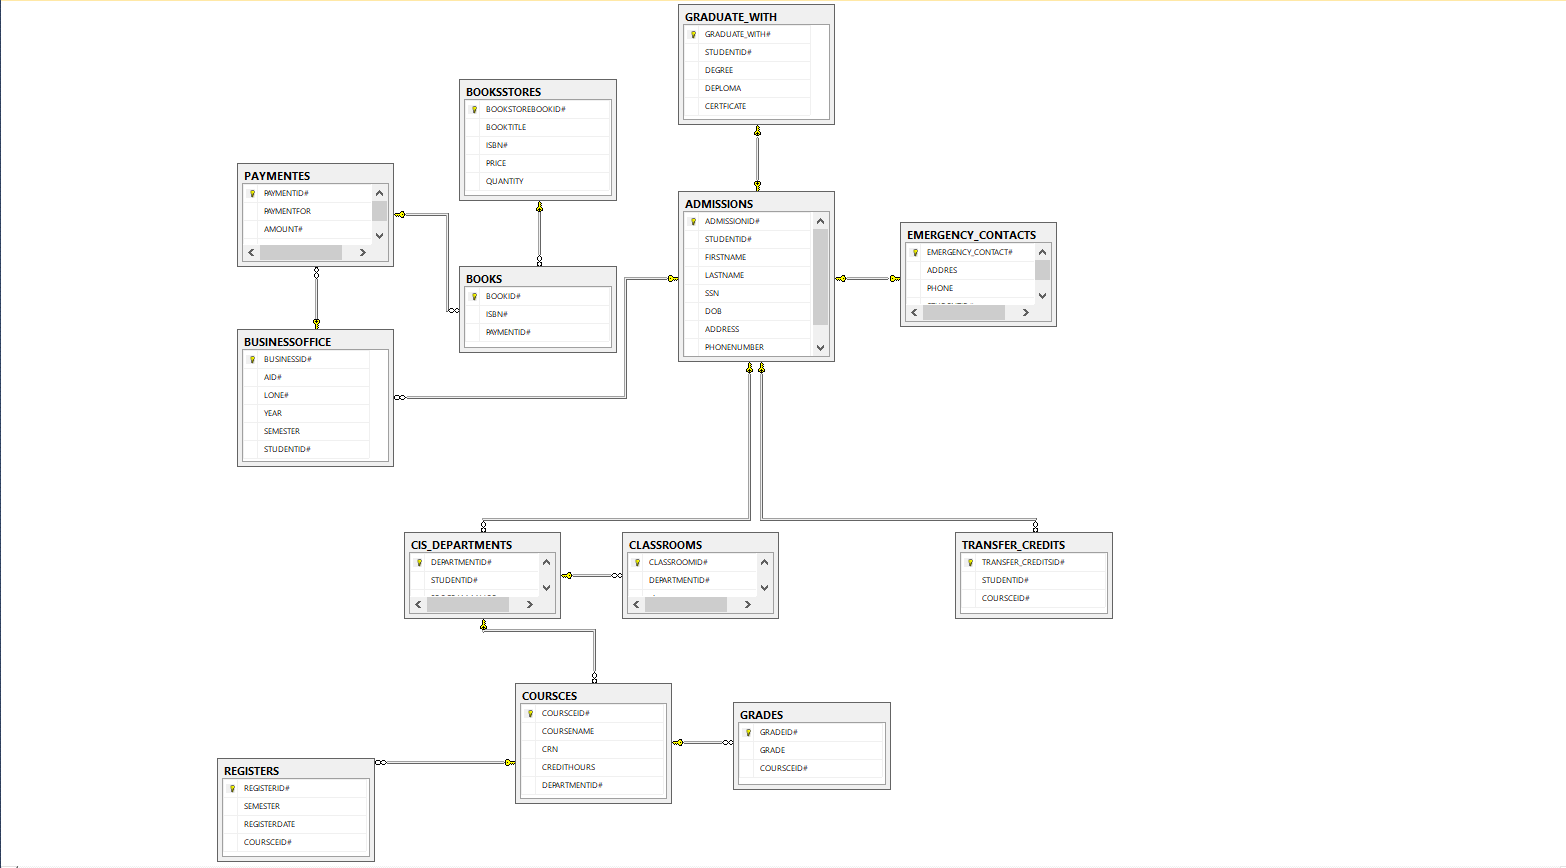 GRADUATE_WITH
GRADUATE_WITH#
STUDENTID#
DEGREE
DEPLOMA
CERTFICATE
BOOKSSTORES
BOOKSTOREBOOKID#
BOOKTITLE
ISBN#
PRICE
QUANTITY
PAYMENTES
PAYMENTID#
PAYMENTFOR
AMOUNT#
ADMISSIONS
ADMISSIONID#
STUDENTID#
FIRSTNAME
LASTNAME
SSN
DOB
ADDRESS
PHONENUMBER
EMERGENCY_CONTACTS
EMERGENCY_CONTACT#
ADDRES
PHONE
BOOKS
BOOKID#
ISBN#
PAYMENTID#
BUSINESSOFFICE
BUSINESSID#
AID#
LONE#
YEAR
SEMESTER
STUDENTID#
CIS_DEPARTMENTS
DEPARTMENTID#
STUDENTID#
CLASSROOMS
CLASSROOMID#
DEPARTMENTID#
TRANSFER_CREDITS
TRANSFER_CREDITSID#
STUDENTID#
COURSCEID#
COURSCES
COURSCEID#
COURSENAME
CRN
CREDITHOURS
DEPARTMENTID#
GRADES
GRADEID#
GRADE
COURSCEID#
REGISTERS
REGISTERID#
SEMESTER
REGISTERDATE
COURSCEID#